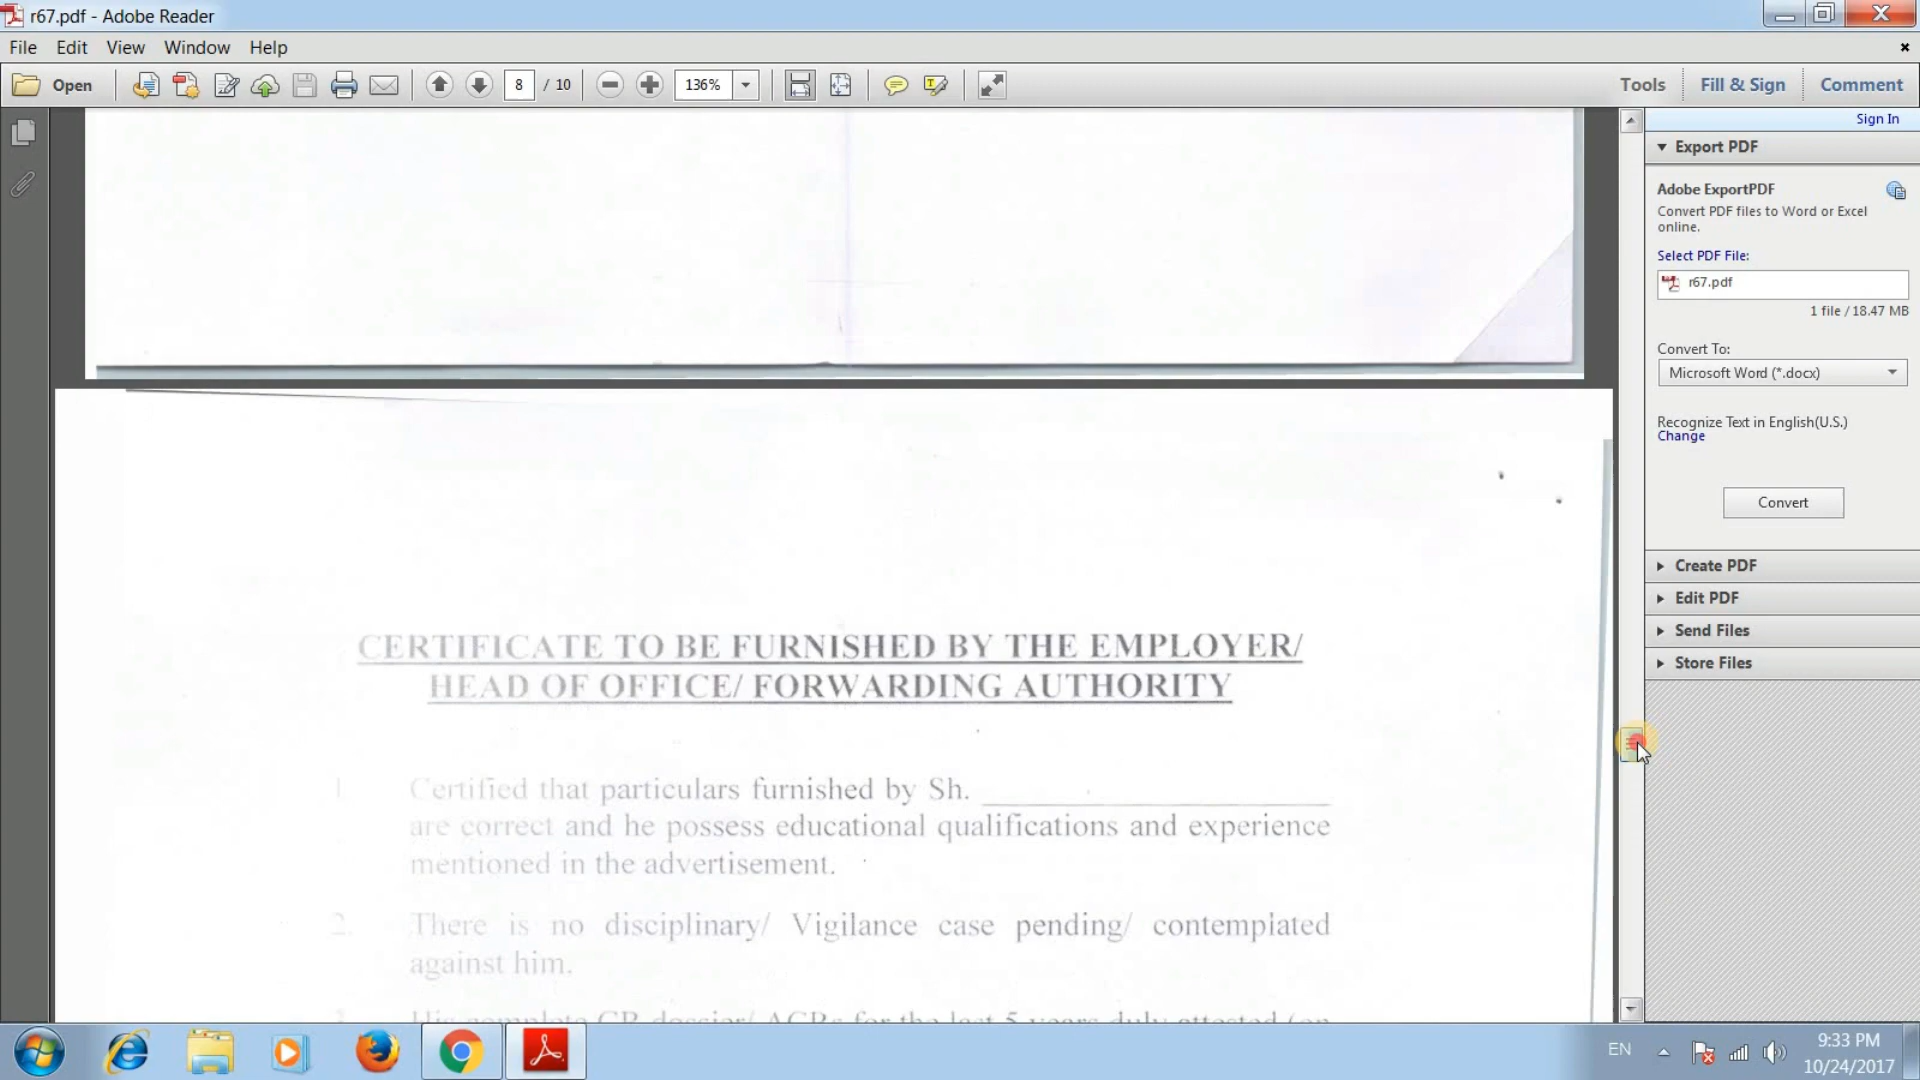 r67.pdf - Adobe Reader
File Edit View Window Help
Open 8 / 10 136% Tools Fill & Sign Comment
Sign In
Export PDF
Adobe ExportPDF
Convert PDF files to Word or Excel
online.
Select PDF File:
r67.pdf
1 file / 18.47 MB
Convert To:
Microsoft Word (*.docx)
Recognize Text in English(U.S.)
Change
Convert
Create PDF
Edit PDF
Send Files
Store Files
CERTIFICATE TO BE FURNISHED BY THE EMPLOYER/
HEAD OF OFFICE/ FORWARDING AUTHORITY
1. Certified that particulars furnished by Sh.
are correct and he possess educational qualifications and experience
mentioned in the advertisement.
2. There is no disciplinary/ Vigilance case pending/ contemplated
against him.
3. His complete CR dossier/ ACRs for the last 5 years duly attested (on
EN
9:33 PM
10/24/2017